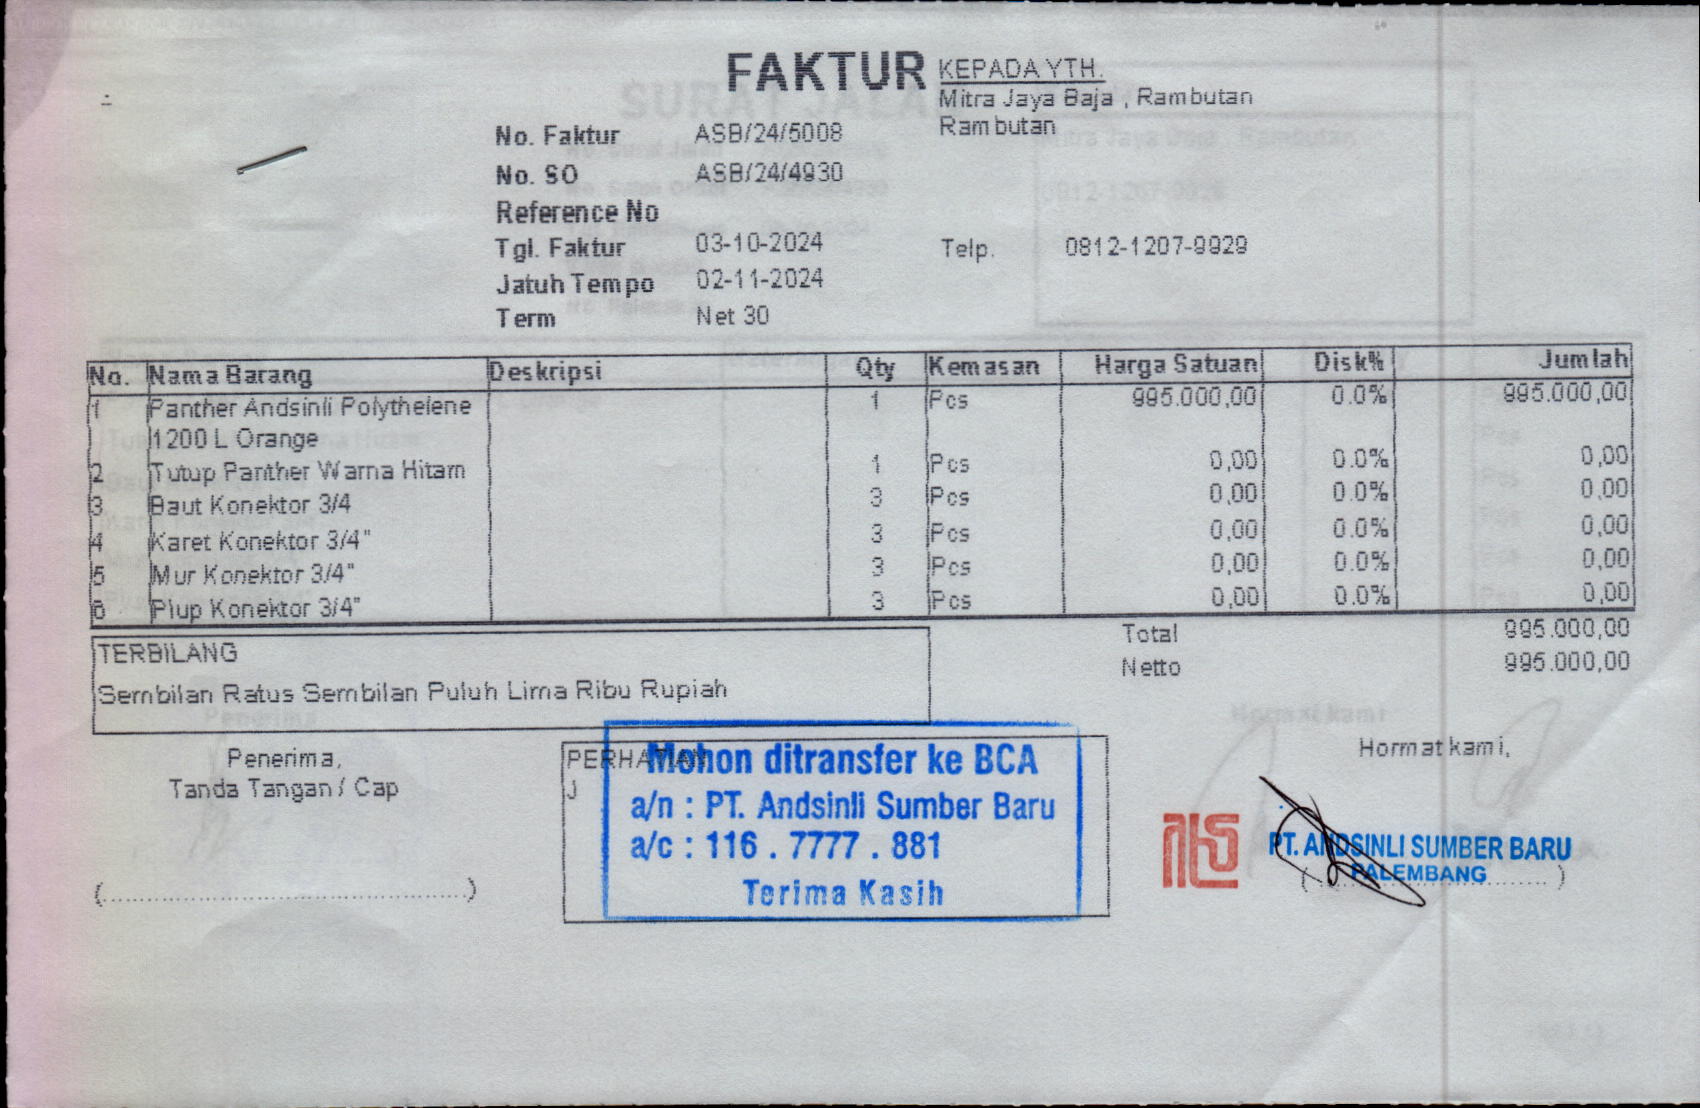 FAKTUR
KEPADA YTH.
Mitra Jaya Baja , Rambutan
Rambutan
No. Faktur ASB/24/5008
No. SO ASB/24/4930
Reference No
Tgl. Faktur 03-10-2024
Telp. 0812-1207-9929
Jatuh Tempo 02-11-2024
Term Net 30
No. Nama Barang Deskripsi Qty Kemasan Harga Satuan Disk% Jumlah
1 Panther Andsinli Polythelene 1 Pcs 995.000,00 0.0% 995.000,00
1200 L Orange
2 Tutup Panther Warna Hitam 1 Pcs 0,00 0.0% 0,00
3 Baut Konektor 3/4 3 Pcs 0,00 0.0% 0,00
4 Karet Konektor 3/4" 3 Pcs 0,00 0.0% 0,00
5 Mur Konektor 3/4" 3 Pcs 0,00 0.0% 0,00
6 Plup Konektor 3/4" 3 Pcs 0,00 0.0% 0,00
Total 995.000,00
Netto 995.000,00
TERBILANG
Sembilan Ratus Sembilan Puluh Lima Ribu Rupiah
Penerima,
Tanda Tangan / Cap
(..............................................)
PERHATIAN
J
Mohon ditransfer ke BCA
a/n : PT. Andsinli Sumber Baru
a/c : 116 . 7777 . 881
Terima Kasih
Hormat kami,
PT. ANDSINLI SUMBER BARU
PALEMBANG